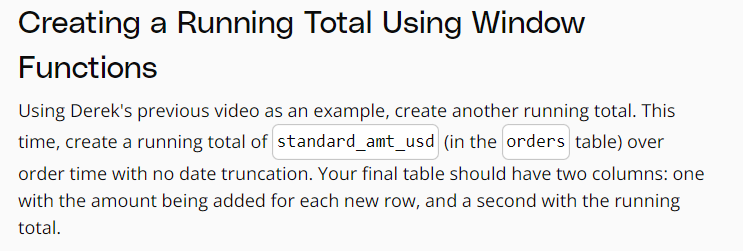 Creating a Running Total Using Window
Functions
Using Derek's previous video as an example, create another running total. This
time, create a running total of standard_amt_usd (in the orders table) over
order time with no date truncation. Your final table should have two columns: one
with the amount being added for each new row, and a second with the running
total.